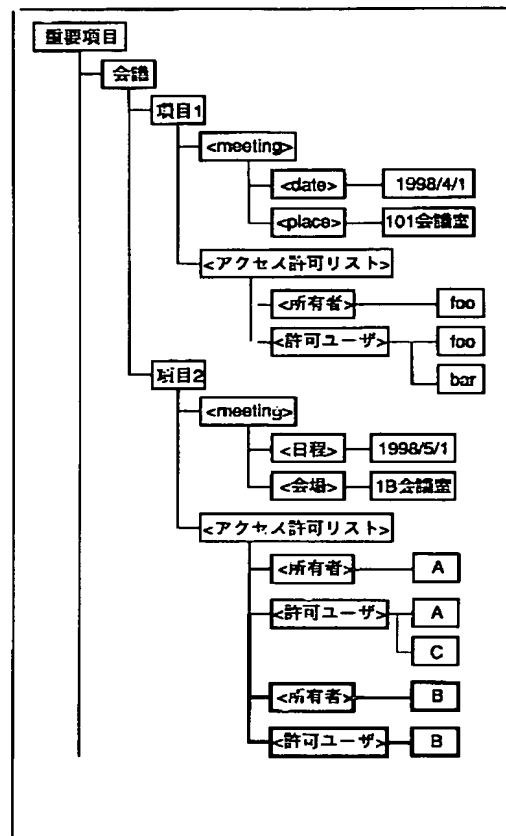 重要項目
会議
項目1
<meeting>
<date> 1998/4/1
<place> 101会議室
<アクセス許可リスト>
<所有者> foo
<許可ユーザ> foo
bar
項目2
<meeting>
<日程> 1998/5/1
<会場> 1B会議室
<アクセス許可リスト>
<所有者> A
<許可ユーザ> A
C
<所有者> B
<許可ユーザ> B